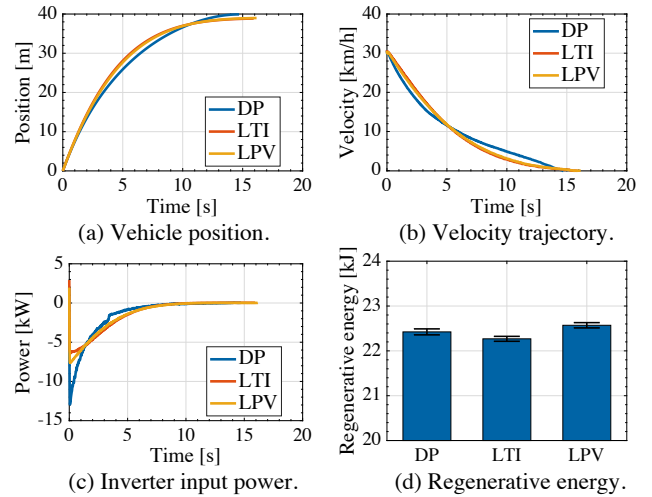 40
30
20
10
0
Position [m]
DP
LTI
LPV
0 5 10 15 20
Time [s]
(a) Vehicle position.
40
30
20
10
0
Velocity [km/h]
DP
LTI
LPV
0 5 10 15 20
Time [s]
(b) Velocity trajectory.
5
0
-5
-10
-15
Power [kW]
DP
LTI
LPV
0 5 10 15 20
Time [s]
(c) Inverter input power.
24
23
22
21
20
Regenerative energy [kJ]
DP LTI LPV
(d) Regenerative energy.